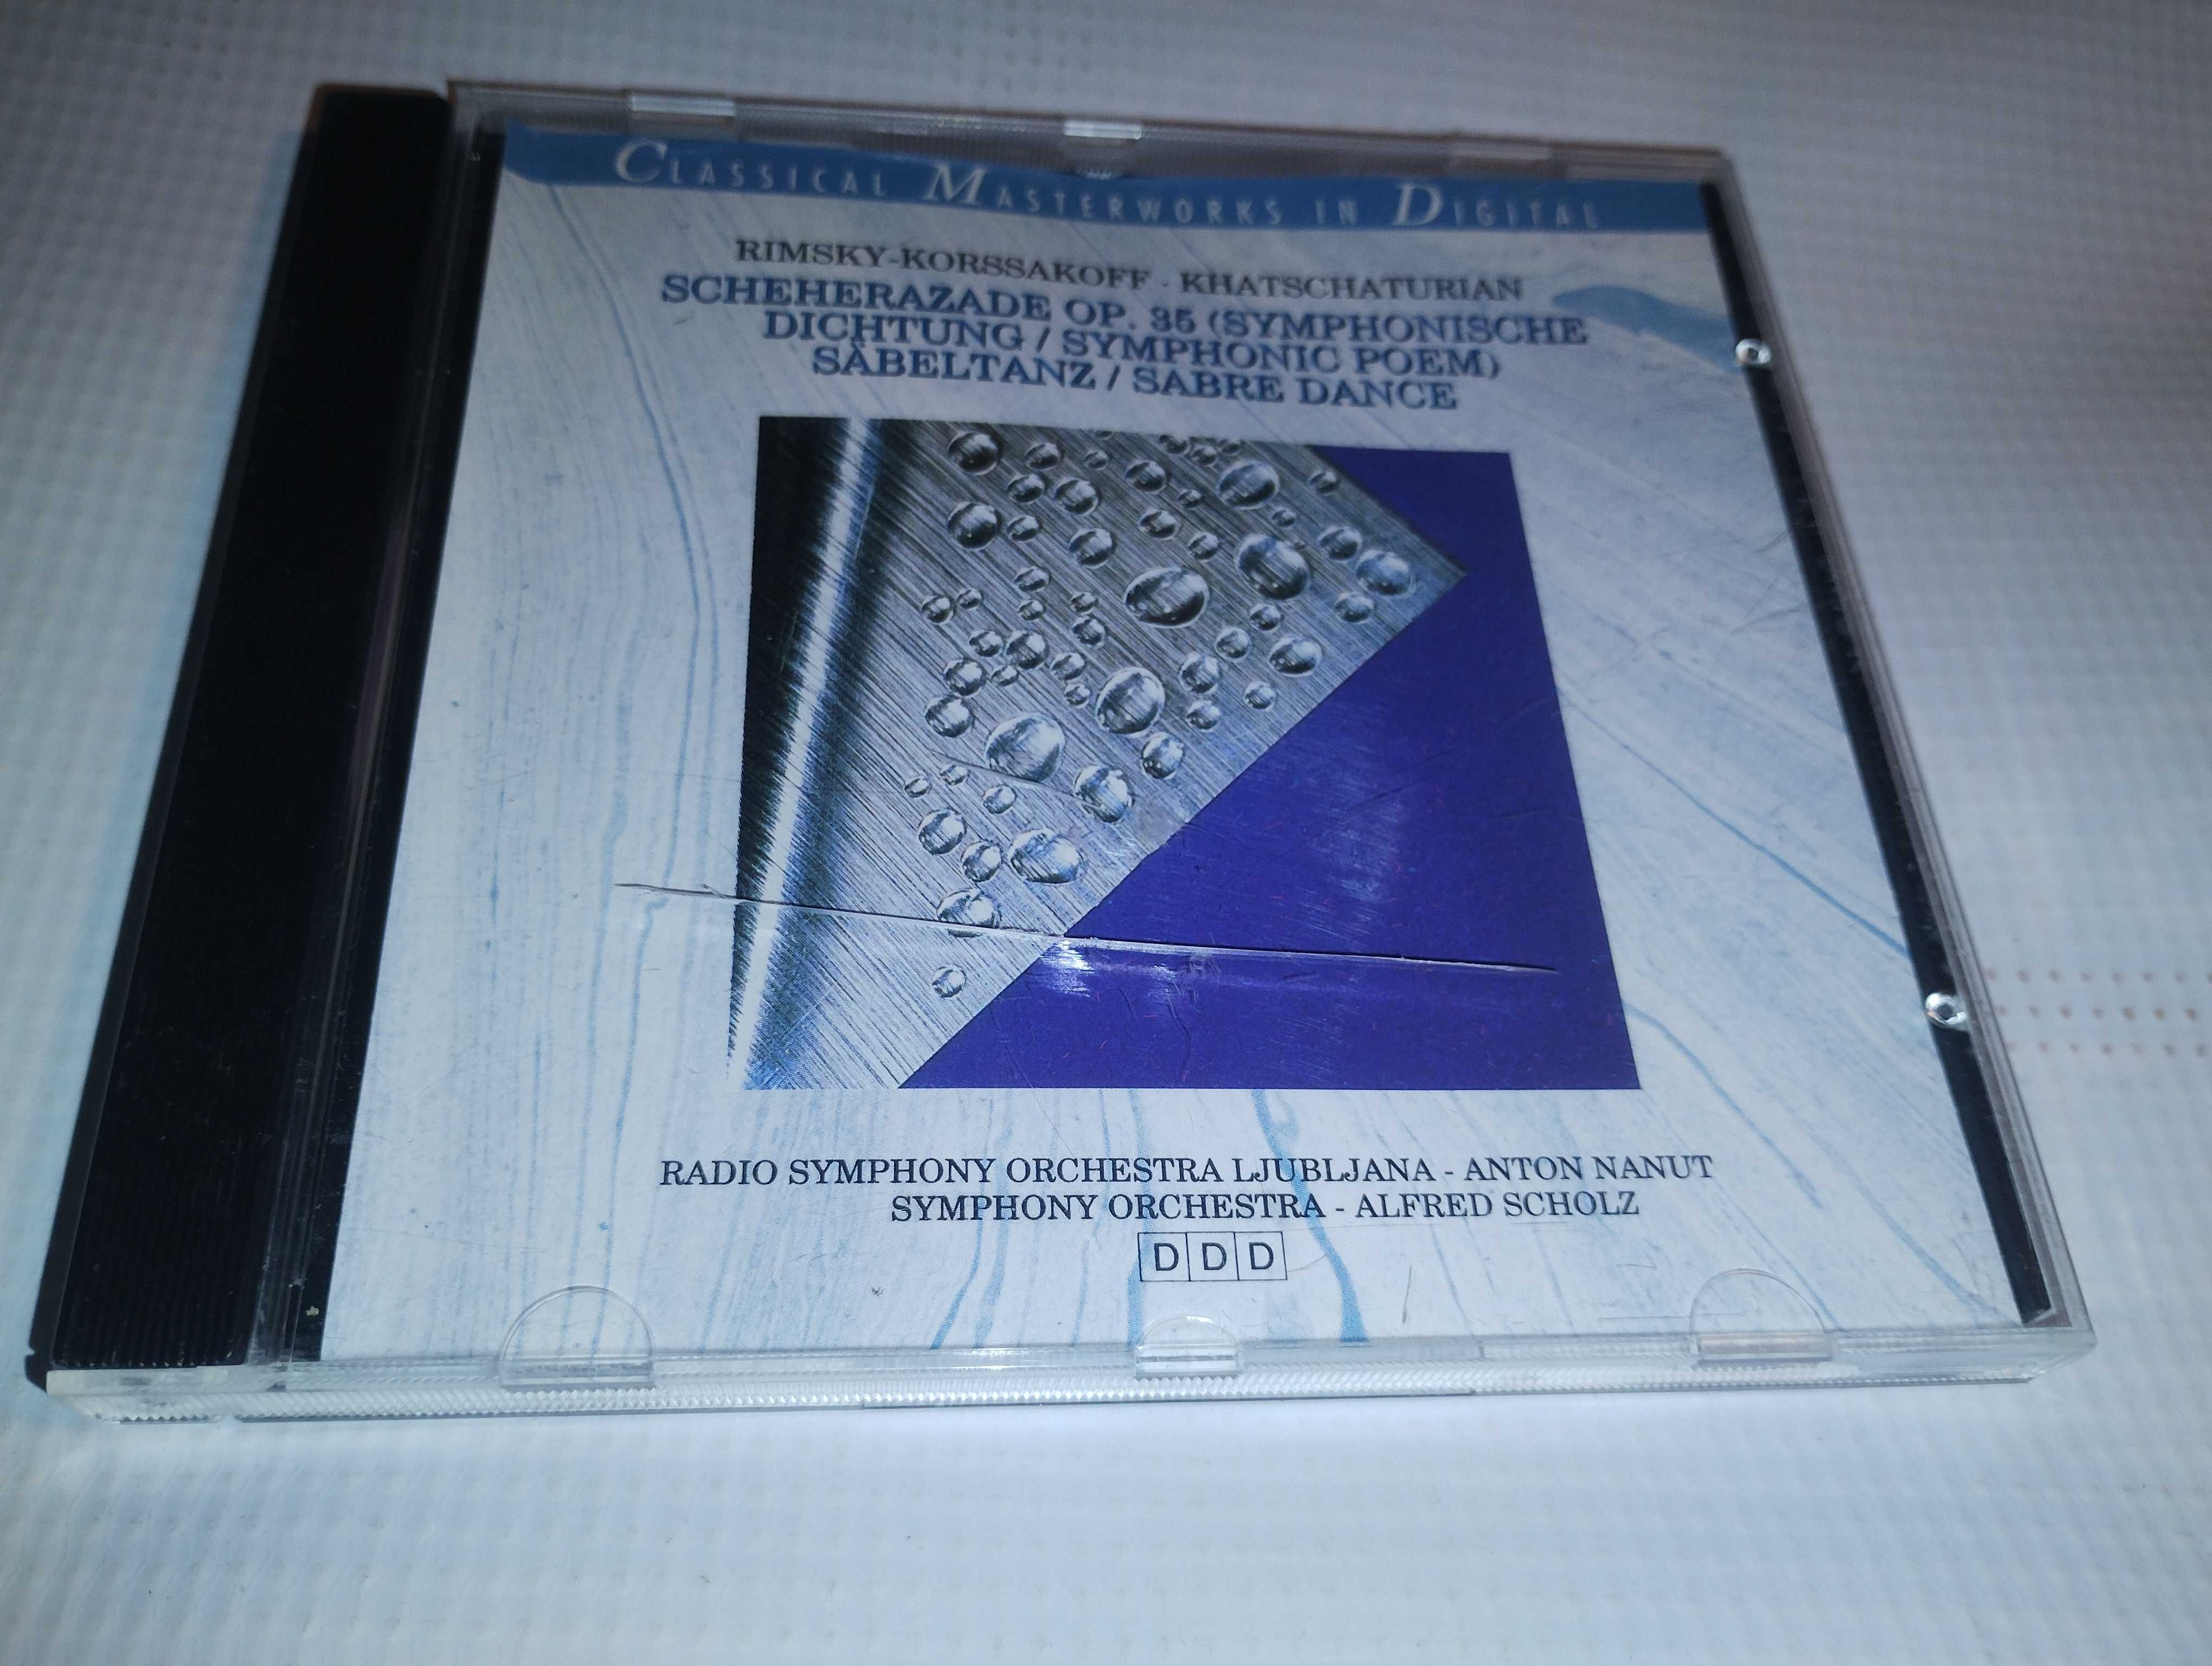 CLASSICAL MASTERWORKS IN DIGITAL
RIMSKY-KORSSAKOFF - KHATSCHATURIAN
SCHEHERAZADE OP. 35 (SYMPHONISCHE
DICHTUNG / SYMPHONIC POEM)
SÄBELTANZ / SABRE DANCE
RADIO SYMPHONY ORCHESTRA LJUBLJANA - ANTON NANUT
SYMPHONY ORCHESTRA - ALFRED SCHOLZ
DDD